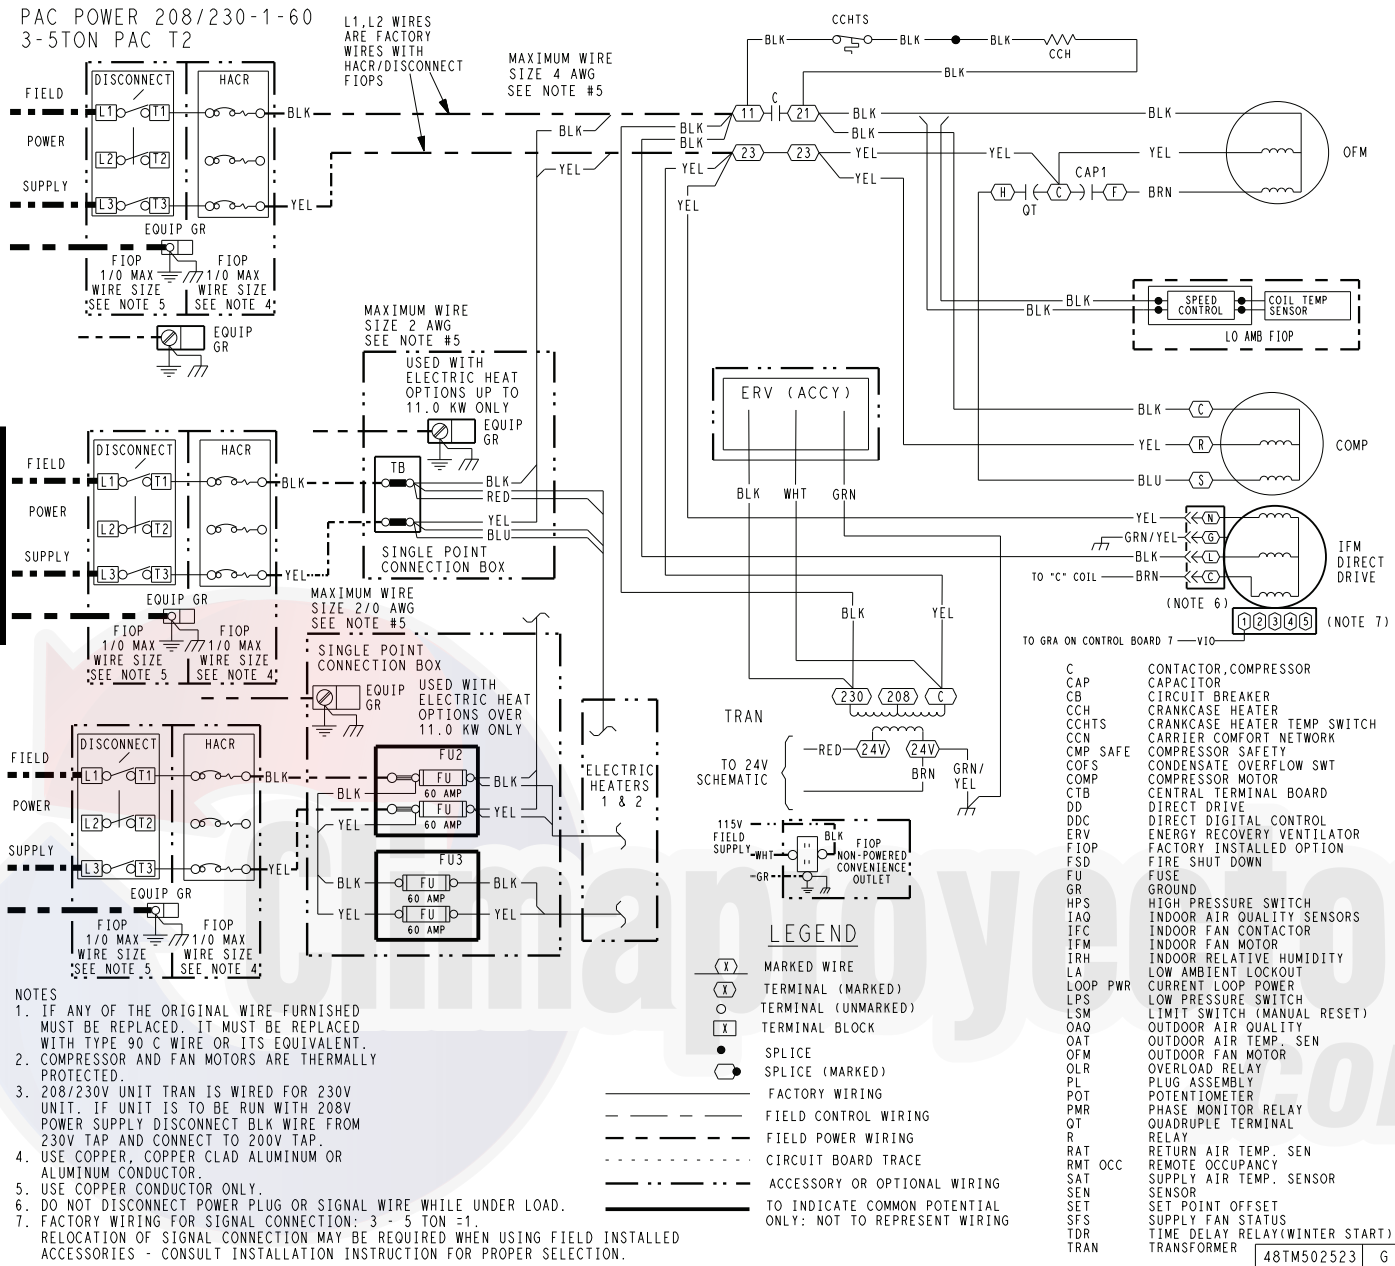 PAC POWER 208/230-1-60
3-5TON PAC T2
L1,L2 WIRES
ARE FACTORY
WIRES WITH
HACR/DISCONNECT
FIOPS
MAXIMUM WIRE
SIZE 4 AWG
SEE NOTE #5
CCHTS
BLK
BLK
BLK
CCH
BLK
FIELD
POWER
SUPPLY
DISCONNECT
HACR
L1
T1
L2
T2
L3
T3
BLK
YEL
EQUIP GR
FIOP
1/0 MAX
WIRE SIZE
SEE NOTE 5
FIOP
1/0 MAX
WIRE SIZE
SEE NOTE 4
EQUIP
GR
BLK
YEL
BLK
BLK
YEL
YEL
11
C
21
23
23
BLK
BLK
YEL
YEL
BLK
YEL
YEL
OFM
H
QT
C
CAP1
F
BRN
BLK
BLK
SPEED
CONTROL
COIL TEMP
SENSOR
LO AMB FIOP
MAXIMUM WIRE
SIZE 2 AWG
SEE NOTE #5
USED WITH
ELECTRIC HEAT
OPTIONS UP TO
11.0 KW ONLY
EQUIP
GR
TB
BLK
RED
YEL
BLU
SINGLE POINT
CONNECTION BOX
FIELD
POWER
SUPPLY
DISCONNECT
HACR
L1
T1
L2
T2
L3
T3
BLK
YEL
EQUIP GR
FIOP
1/0 MAX
WIRE SIZE
SEE NOTE 5
FIOP
1/0 MAX
WIRE SIZE
SEE NOTE 4
ERV (ACCY)
BLK
WHT
GRN
BLK
C
YEL
R
BLU
S
COMP
YEL
N
GRN/YEL
G
BLK
L
TO "C" COIL
BRN
C
IFM
DIRECT
DRIVE
(NOTE 6)
1 2 3 4 5
(NOTE 7)
TO GRA ON CONTROL BOARD 7
VIO
MAXIMUM WIRE
SIZE 2/0 AWG
SEE NOTE #5
SINGLE POINT
CONNECTION BOX
EQUIP
GR
USED WITH
ELECTRIC HEAT
OPTIONS OVER
11.0 KW ONLY
FU2
FU
60 AMP
FU
60 AMP
BLK
YEL
BLK
YEL
FU3
FU
60 AMP
FU
60 AMP
BLK
YEL
BLK
YEL
ELECTRIC
HEATERS
1 & 2
FIELD
POWER
SUPPLY
DISCONNECT
HACR
L1
T1
L2
T2
L3
T3
BLK
YEL
EQUIP GR
FIOP
1/0 MAX
WIRE SIZE
SEE NOTE 5
FIOP
1/0 MAX
WIRE SIZE
SEE NOTE 4
BLK
YEL
TRAN
230
208
C
TO 24V
SCHEMATIC
RED
24V
24V
BRN
GRN/
YEL
115V
FIELD
SUPPLY
BLK
WHT
GR
FIOP
NON-POWERED
CONVENIENCE
OUTLET
LEGEND
X MARKED WIRE
X TERMINAL (MARKED)
TERMINAL (UNMARKED)
X TERMINAL BLOCK
SPLICE
SPLICE (MARKED)
FACTORY WIRING
FIELD CONTROL WIRING
FIELD POWER WIRING
CIRCUIT BOARD TRACE
ACCESSORY OR OPTIONAL WIRING
TO INDICATE COMMON POTENTIAL
ONLY: NOT TO REPRESENT WIRING
C CONTACTOR,COMPRESSOR
CAP CAPACITOR
CB CIRCUIT BREAKER
CCH CRANKCASE HEATER
CCHTS CRANKCASE HEATER TEMP SWITCH
CCN CARRIER COMFORT NETWORK
CMP SAFE COMPRESSOR SAFETY
COFS CONDENSATE OVERFLOW SWT
COMP COMPRESSOR MOTOR
CTB CENTRAL TERMINAL BOARD
DD DIRECT DRIVE
DDC DIRECT DIGITAL CONTROL
ERV ENERGY RECOVERY VENTILATOR
FIOP FACTORY INSTALLED OPTION
FSD FIRE SHUT DOWN
FU FUSE
GR GROUND
HPS HIGH PRESSURE SWITCH
IAQ INDOOR AIR QUALITY SENSORS
IFC INDOOR FAN CONTACTOR
IFM INDOOR FAN MOTOR
IRH INDOOR RELATIVE HUMIDITY
LA LOW AMBIENT LOCKOUT
LOOP PWR CURRENT LOOP POWER
LPS LOW PRESSURE SWITCH
LSM LIMIT SWITCH (MANUAL RESET)
OAQ OUTDOOR AIR QUALITY
OAT OUTDOOR AIR TEMP. SEN
OFM OUTDOOR FAN MOTOR
OLR OVERLOAD RELAY
PL PLUG ASSEMBLY
POT POTENTIOMETER
PMR PHASE MONITOR RELAY
QT QUADRUPLE TERMINAL
R RELAY
RAT RETURN AIR TEMP. SEN
RMT OCC REMOTE OCCUPANCY
SAT SUPPLY AIR TEMP. SENSOR
SEN SENSOR
SET SET POINT OFFSET
SFS SUPPLY FAN STATUS
TDR TIME DELAY RELAY(WINTER START)
TRAN TRANSFORMER
48TM502523 G
NOTES
1. IF ANY OF THE ORIGINAL WIRE FURNISHED
MUST BE REPLACED. IT MUST BE REPLACED
WITH TYPE 90 C WIRE OR ITS EQUIVALENT.
2. COMPRESSOR AND FAN MOTORS ARE THERMALLY
PROTECTED.
3. 208/230V UNIT TRAN IS WIRED FOR 230V
UNIT. IF UNIT IS TO BE RUN WITH 208V
POWER SUPPLY DISCONNECT BLK WIRE FROM
230V TAP AND CONNECT TO 200V TAP.
4. USE COPPER, COPPER CLAD ALUMINUM OR
ALUMINUM CONDUCTOR.
5. USE COPPER CONDUCTOR ONLY.
6. DO NOT DISCONNECT POWER PLUG OR SIGNAL WIRE WHILE UNDER LOAD.
7. FACTORY WIRING FOR SIGNAL CONNECTION: 3 - 5 TON =1.
RELOCATION OF SIGNAL CONNECTION MAY BE REQUIRED WHEN USING FIELD INSTALLED
ACCESSORIES - CONSULT INSTALLATION INSTRUCTION FOR PROPER SELECTION.